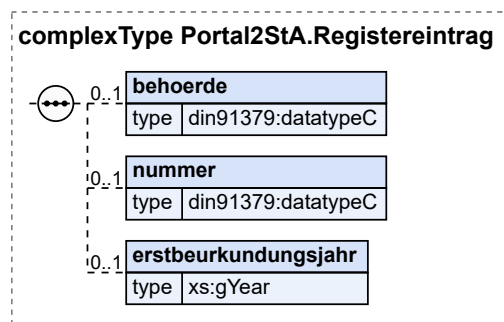 complexType Portal2StA.Registereintrag
0..1 behoerde
type din91379:datatypeC
0..1 nummer
type din91379:datatypeC
0..1 erstbeurkundungsjahr
type xs:gYear